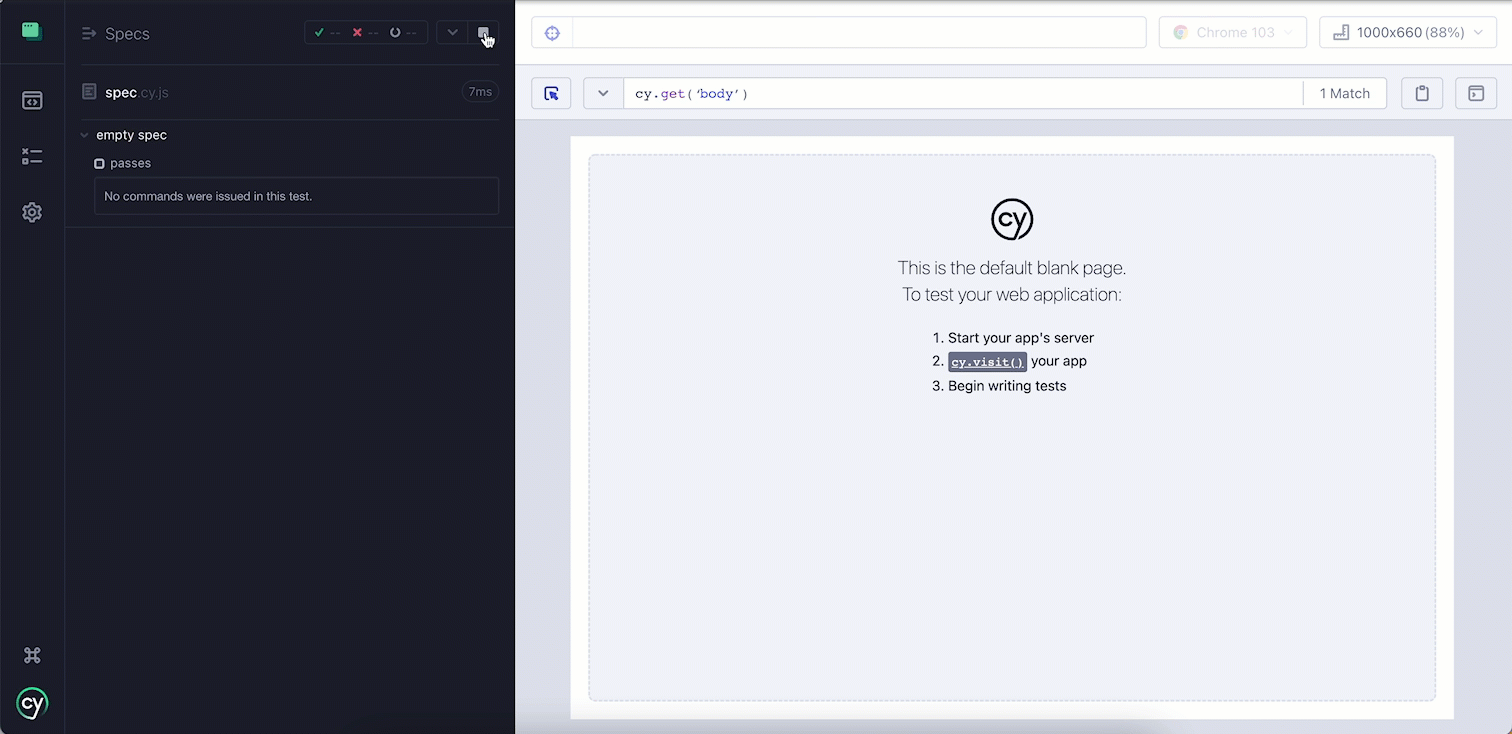 Specs
-- -- --
spec.cy.js
7ms
empty spec
passes
No commands were issued in this test.
cy
Chrome 103
1000x660 (88%)
cy.get(‘body’)
1 Match
cy
This is the default blank page.
To test your web application:
1. Start your app's server
2. cy.visit() your app
3. Begin writing tests